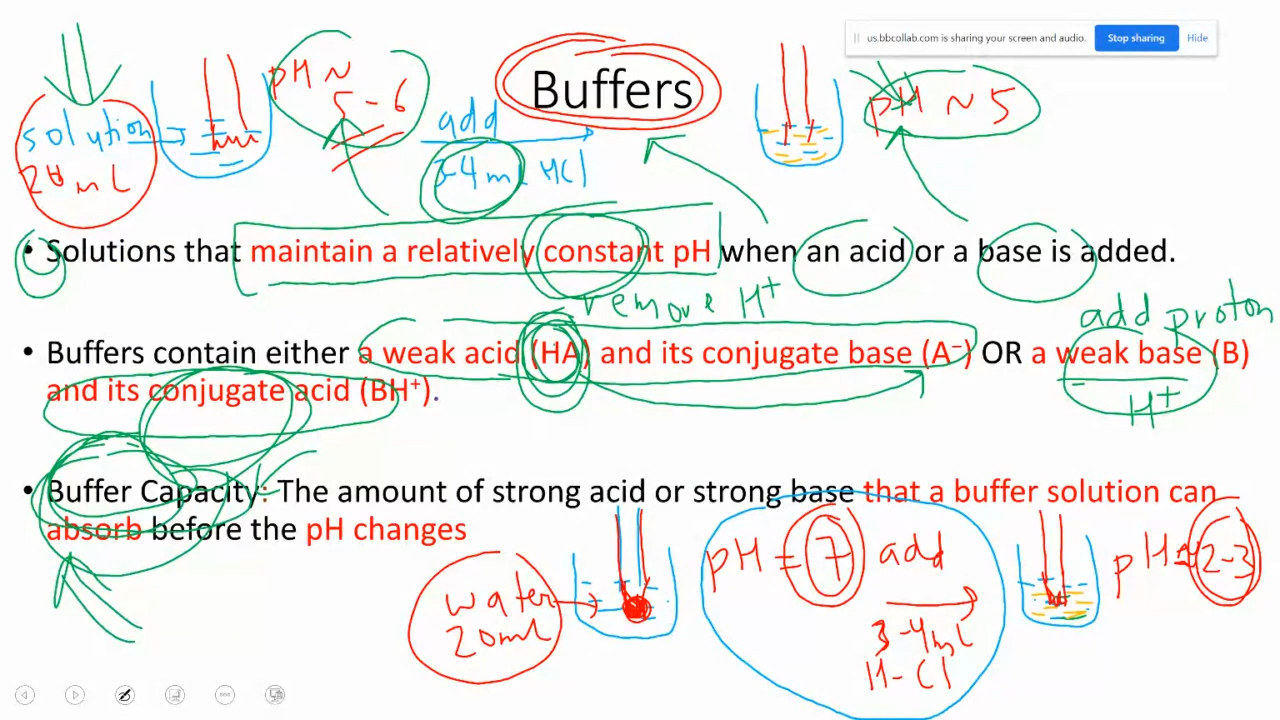 us.bbcollab.com is sharing your screen and audio. Stop sharing Hide
Buffers
solution
20 mL
pH ~
5-6
add
3-4 mL HCl
pH ~ 5
• Solutions that maintain a relatively constant pH when an acid or a base is added.
remove H⁺
add proton
• Buffers contain either a weak acid (HA) and its conjugate base (A⁻) OR a weak base (B)
and its conjugate acid (BH⁺).
H⁺
• Buffer Capacity: The amount of strong acid or strong base that a buffer solution can
absorb before the pH changes
water
20mL
pH = 7 add
3-4mL
H-Cl
pH ≈ 2-3